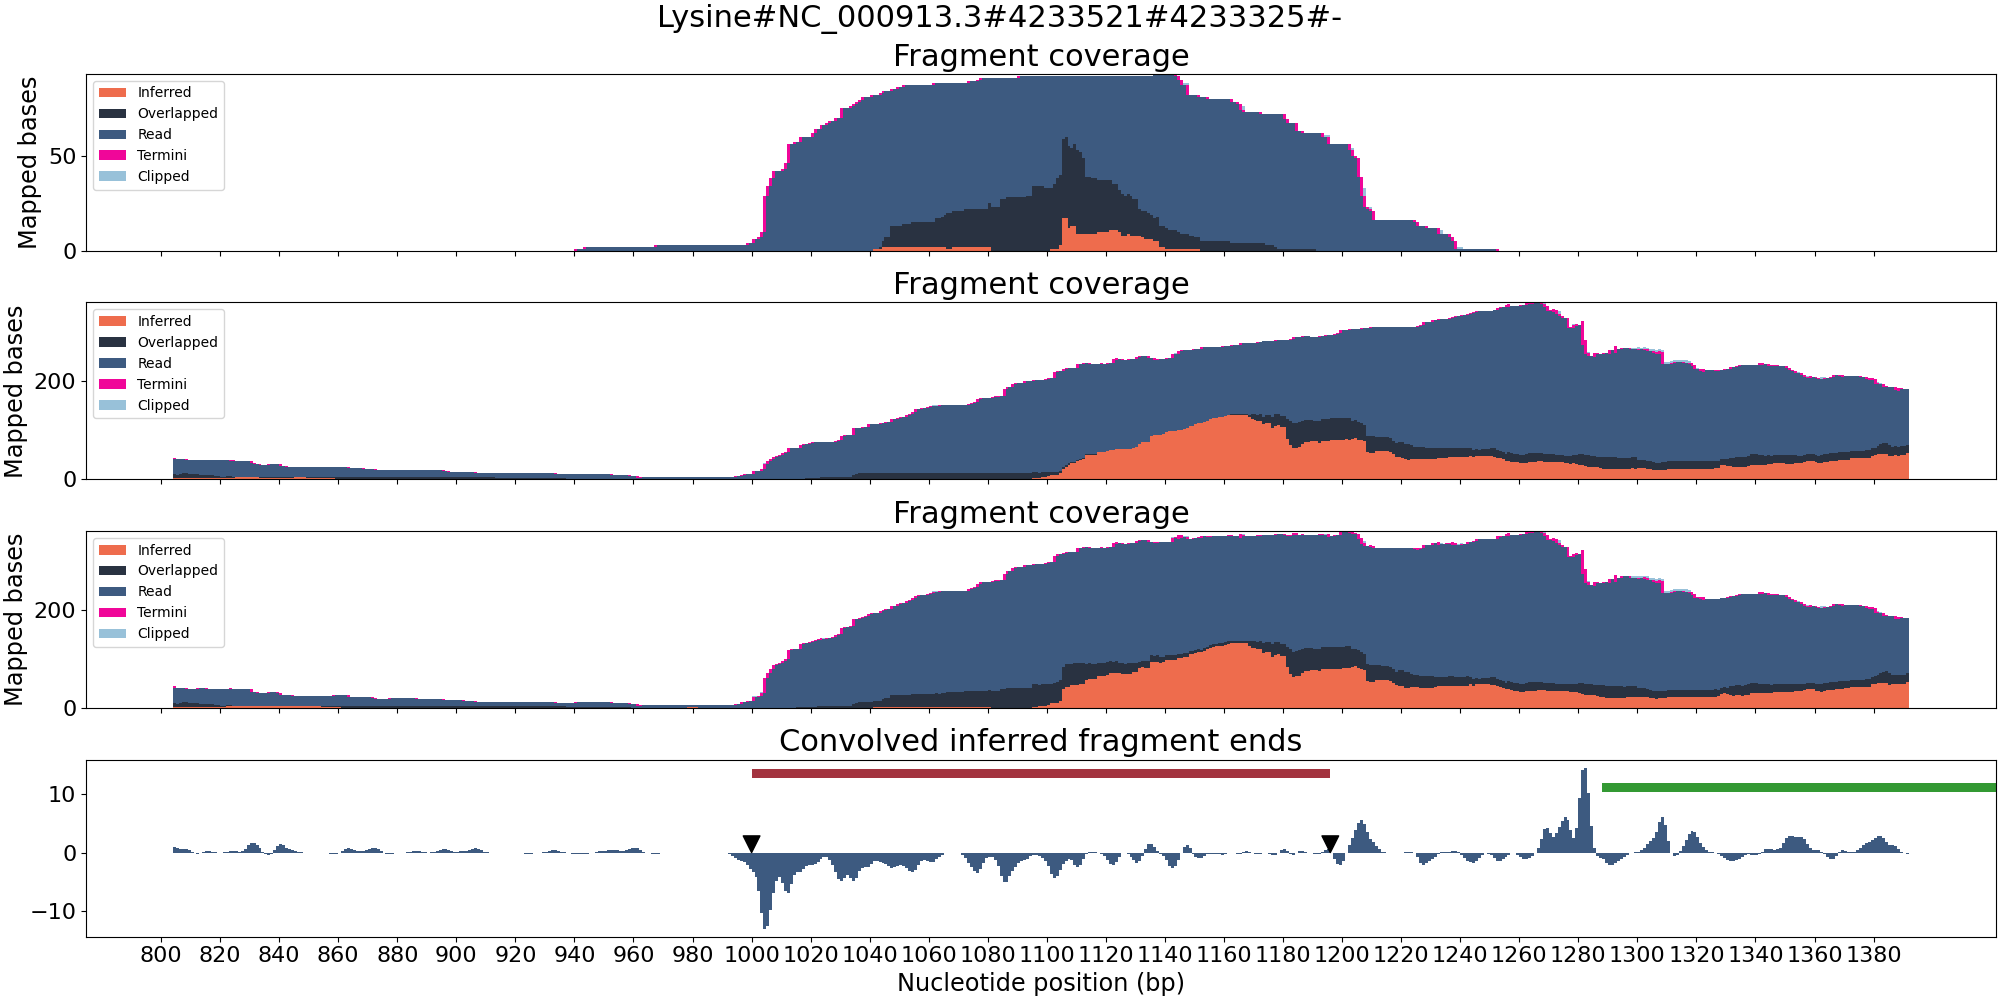 Lysine#NC_000913.3#4233521#4233325#-
Fragment coverage
Mapped bases
50
0
Inferred
Overlapped
Read
Termini
Clipped
Fragment coverage
Mapped bases
200
0
Inferred
Overlapped
Read
Termini
Clipped
Fragment coverage
Mapped bases
200
0
Inferred
Overlapped
Read
Termini
Clipped
Convolved inferred fragment ends
10
0
−10
800 820 840 860 880 900 920 940 960 980 1000 1020 1040 1060 1080 1100 1120 1140 1160 1180 1200 1220 1240 1260 1280 1300 1320 1340 1360 1380
Nucleotide position (bp)